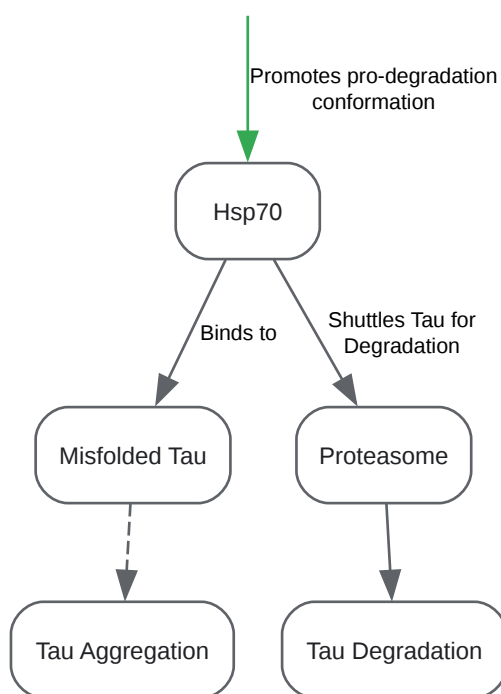 Promotes pro-degradation
conformation
Hsp70
Binds to
Shuttles Tau for
Degradation
Misfolded Tau
Proteasome
Tau Aggregation
Tau Degradation